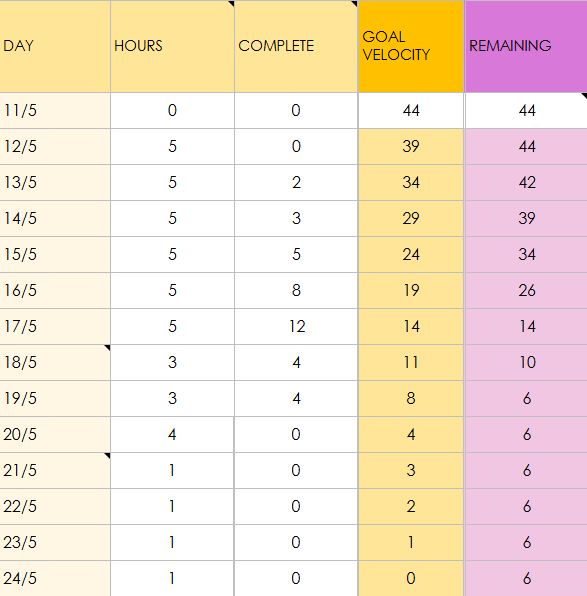 DAY HOURS COMPLETE GOAL VELOCITY REMAINING
11/5 0 0 44 44
12/5 5 0 39 44
13/5 5 2 34 42
14/5 5 3 29 39
15/5 5 5 24 34
16/5 5 8 19 26
17/5 5 12 14 14
18/5 3 4 11 10
19/5 3 4 8 6
20/5 4 0 4 6
21/5 1 0 3 6
22/5 1 0 2 6
23/5 1 0 1 6
24/5 1 0 0 6